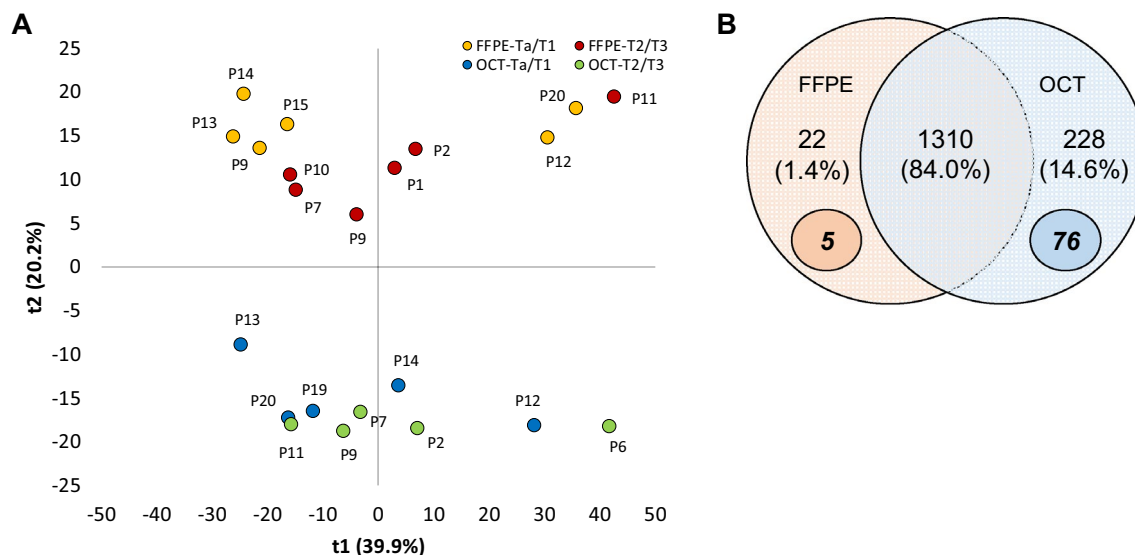 A
FFPE-Ta/T1 FFPE-T2/T3
OCT-Ta/T1 OCT-T2/T3
25
20
15
10
5
0
-5
-10
-15
-20
-25
t2 (20.2%)
P14
P15
P13
P9
P10
P7
P9
P2
P1
P20
P11
P12
P13
P14
P20
P19
P12
P11
P9
P7
P2
P6
-50 -40 -30 -20 -10 0 10 20 30 40 50
t1 (39.9%)
B
FFPE OCT
22 1310 228
(1.4%) (84.0%) (14.6%)
5 76